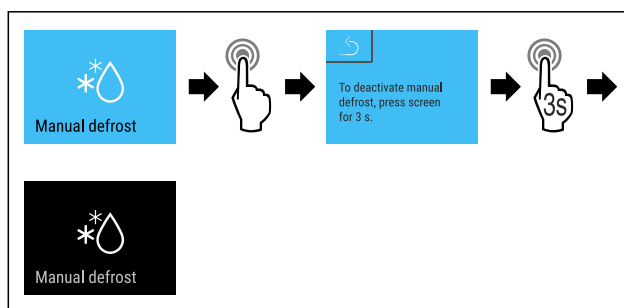 Manual defrost
To deactivate manual
defrost, press screen
for 3 s.
3s
Manual defrost